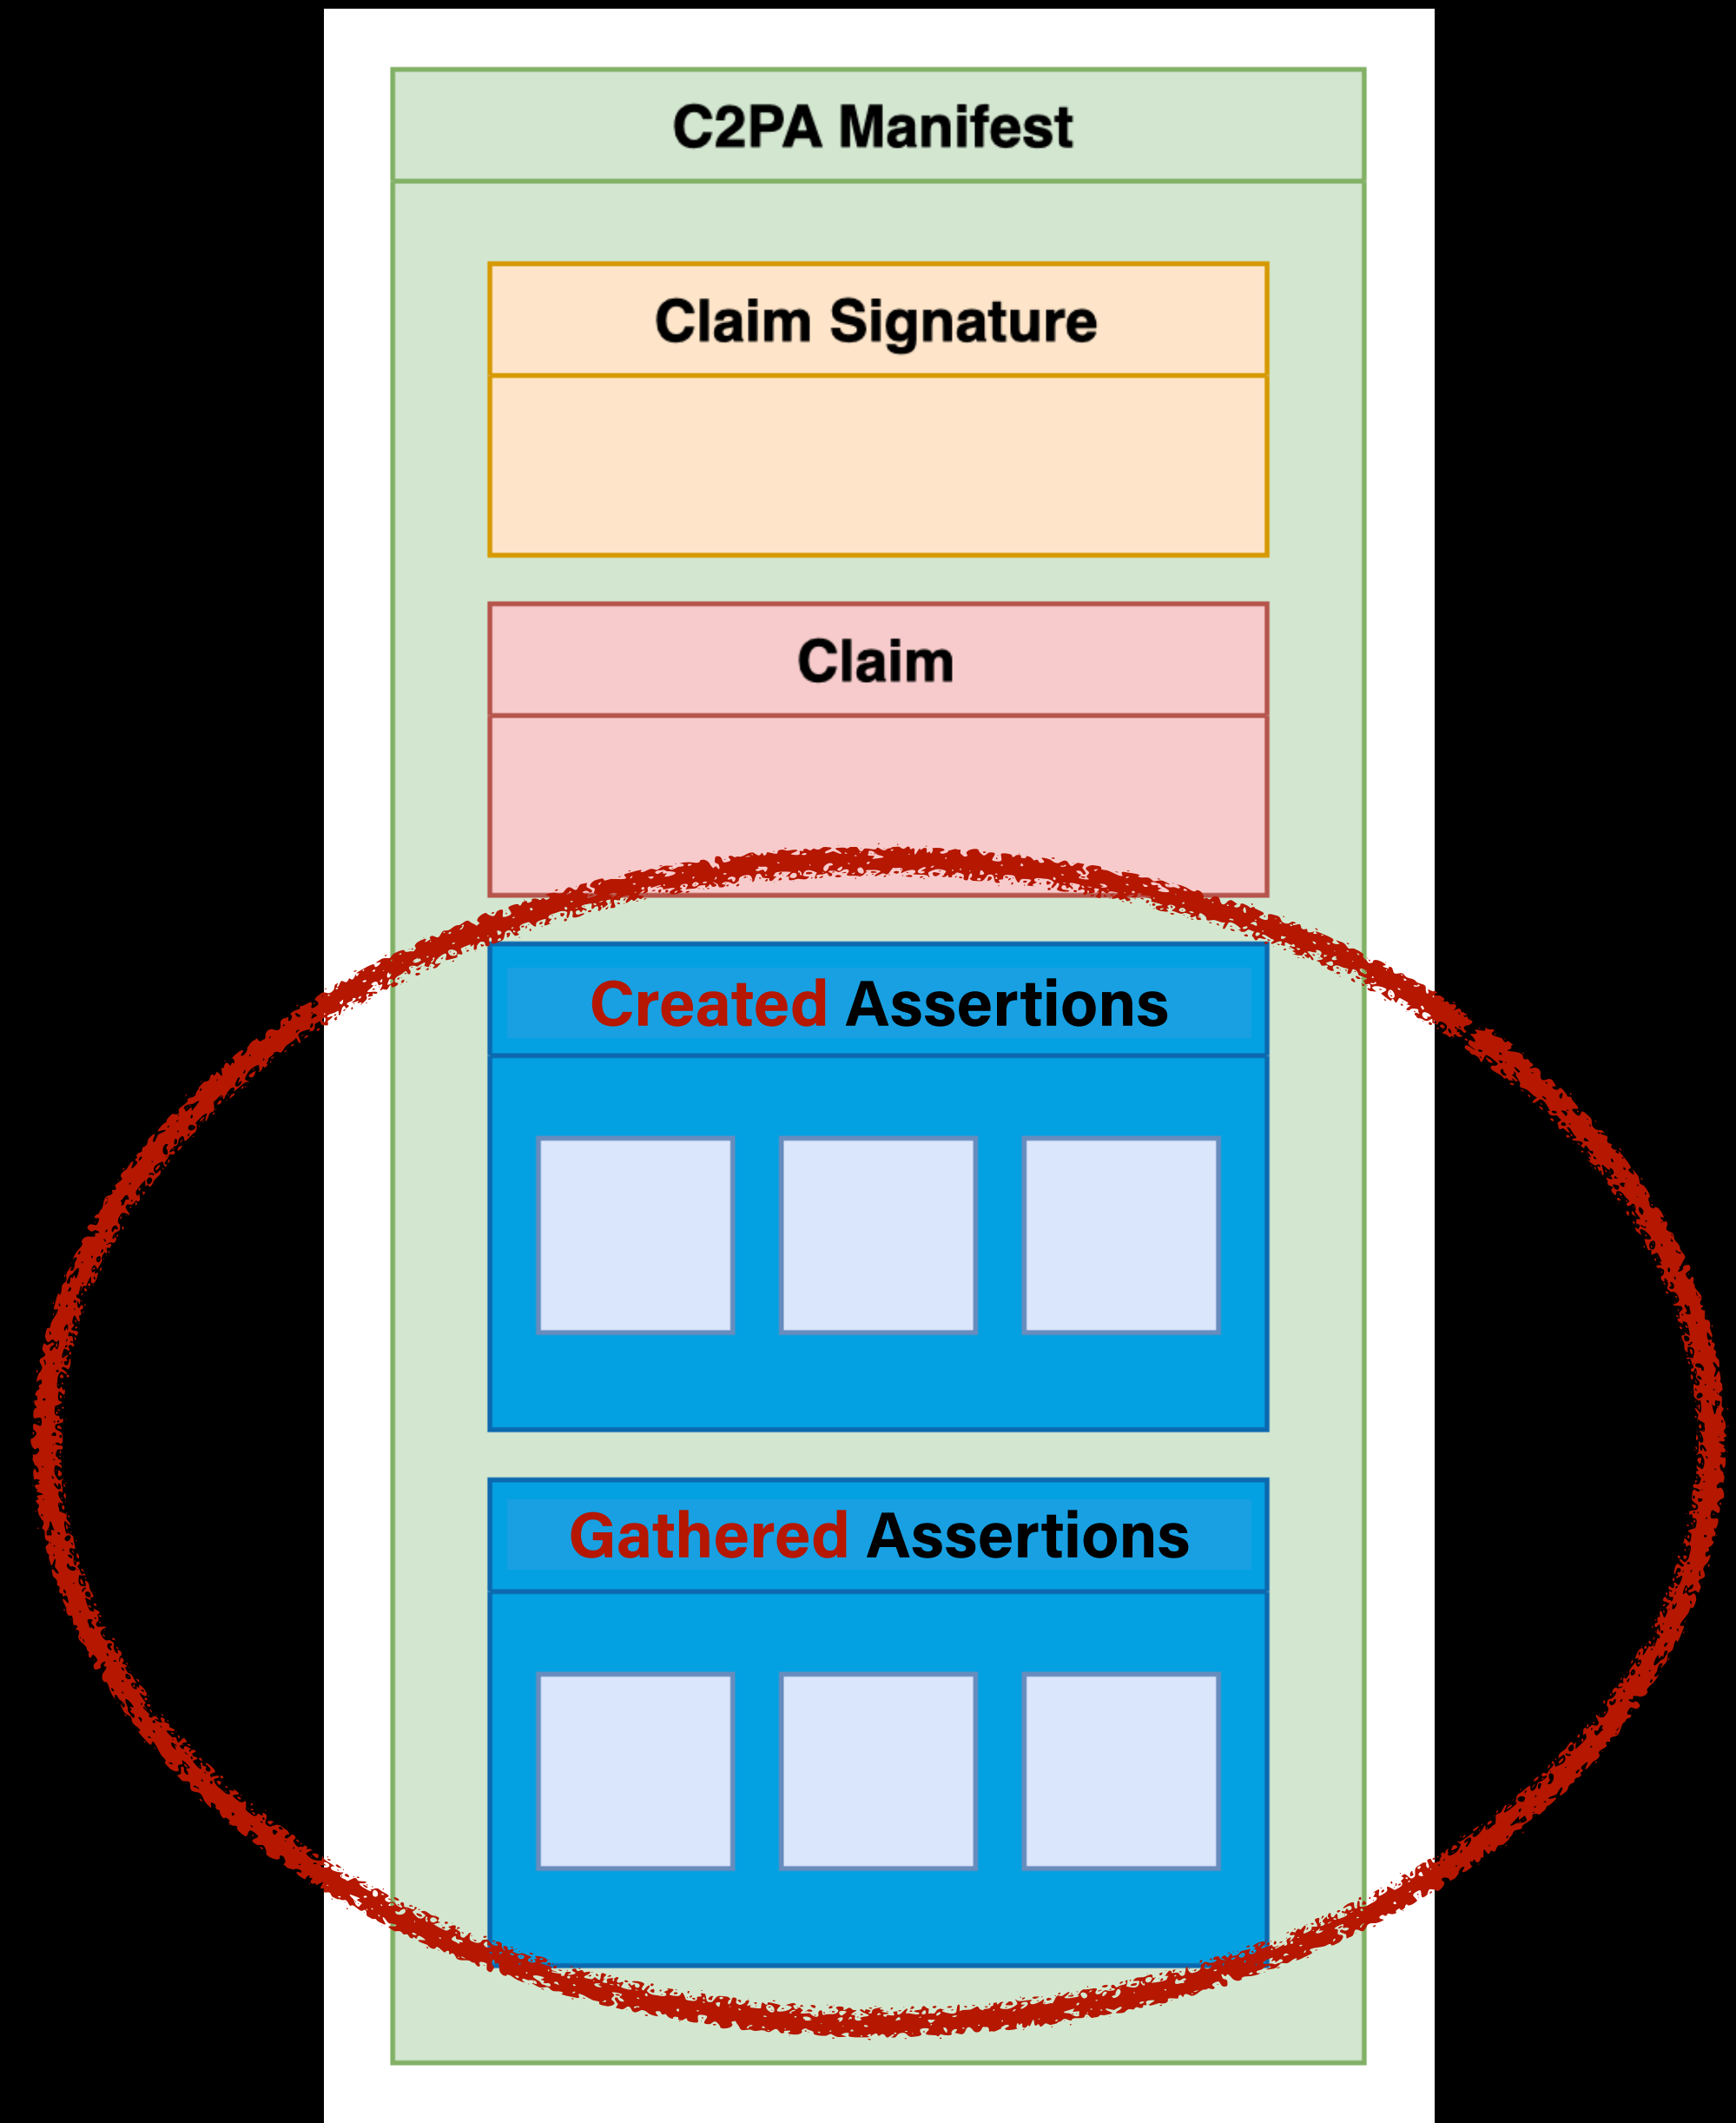 C2PA Manifest
Claim Signature
Claim
Created Assertions
Gathered Assertions